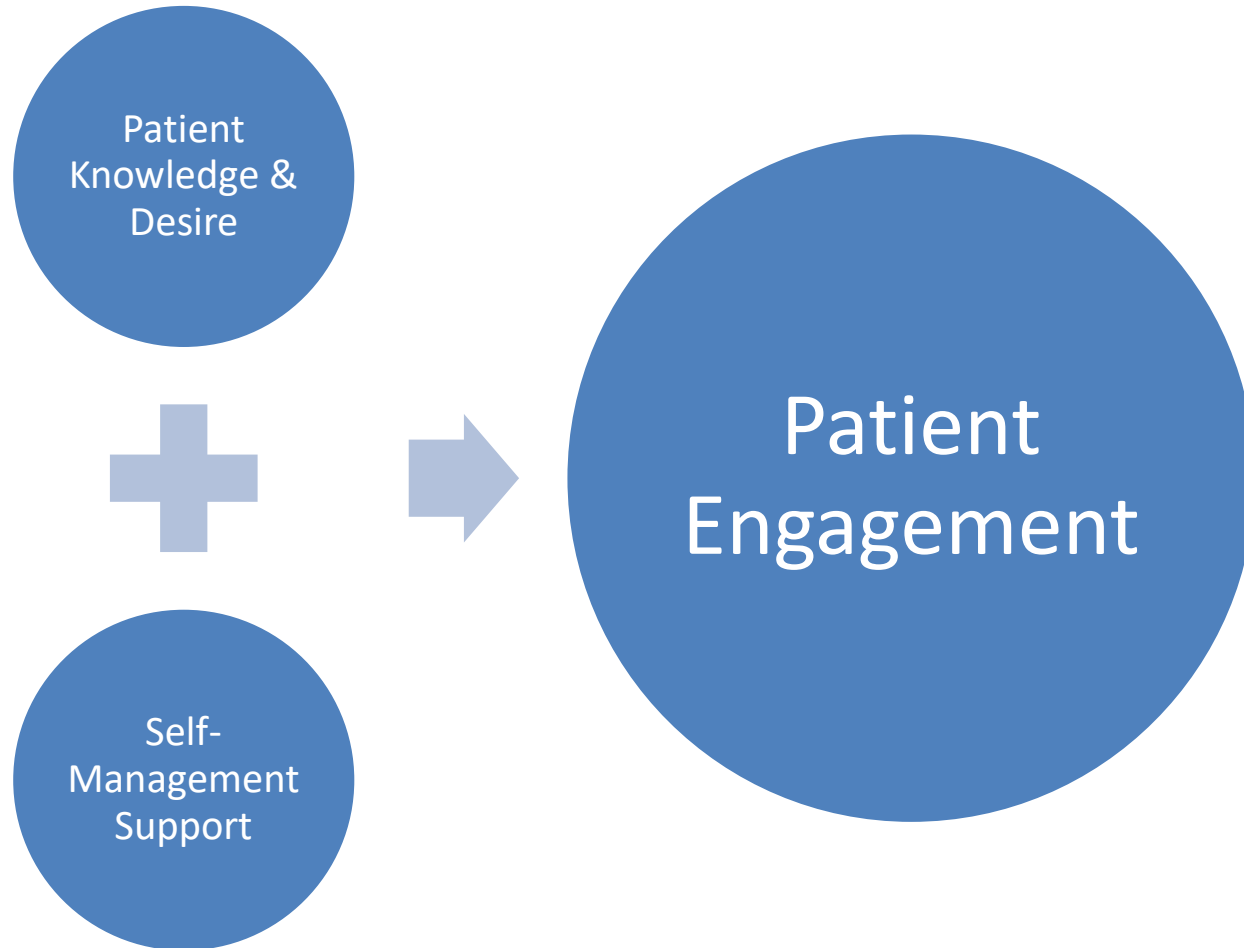 Patient
Knowledge &
Desire
Self-
Management
Support
Patient
Engagement